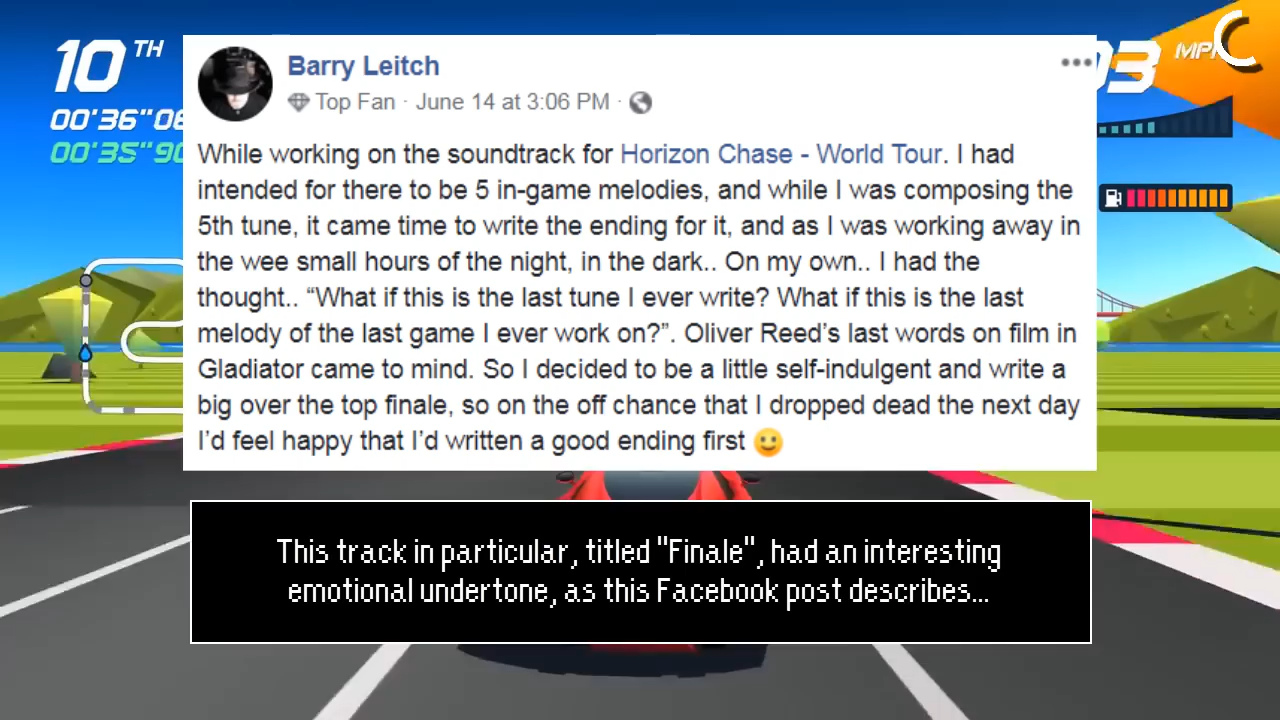 10TH
00'36"08
00'35"90
03 MPH
Barry Leitch
Top Fan · June 14 at 3:06 PM ·
While working on the soundtrack for Horizon Chase - World Tour. I had
intended for there to be 5 in-game melodies, and while I was composing the
5th tune, it came time to write the ending for it, and as I was working away in
the wee small hours of the night, in the dark.. On my own.. I had the
thought.. “What if this is the last tune I ever write? What if this is the last
melody of the last game I ever work on?”. Oliver Reed’s last words on film in
Gladiator came to mind. So I decided to be a little self-indulgent and write a
big over the top finale, so on the off chance that I dropped dead the next day
I’d feel happy that I’d written a good ending first 🙂
This track in particular, titled "Finale", had an interesting
emotional undertone, as this Facebook post describes...